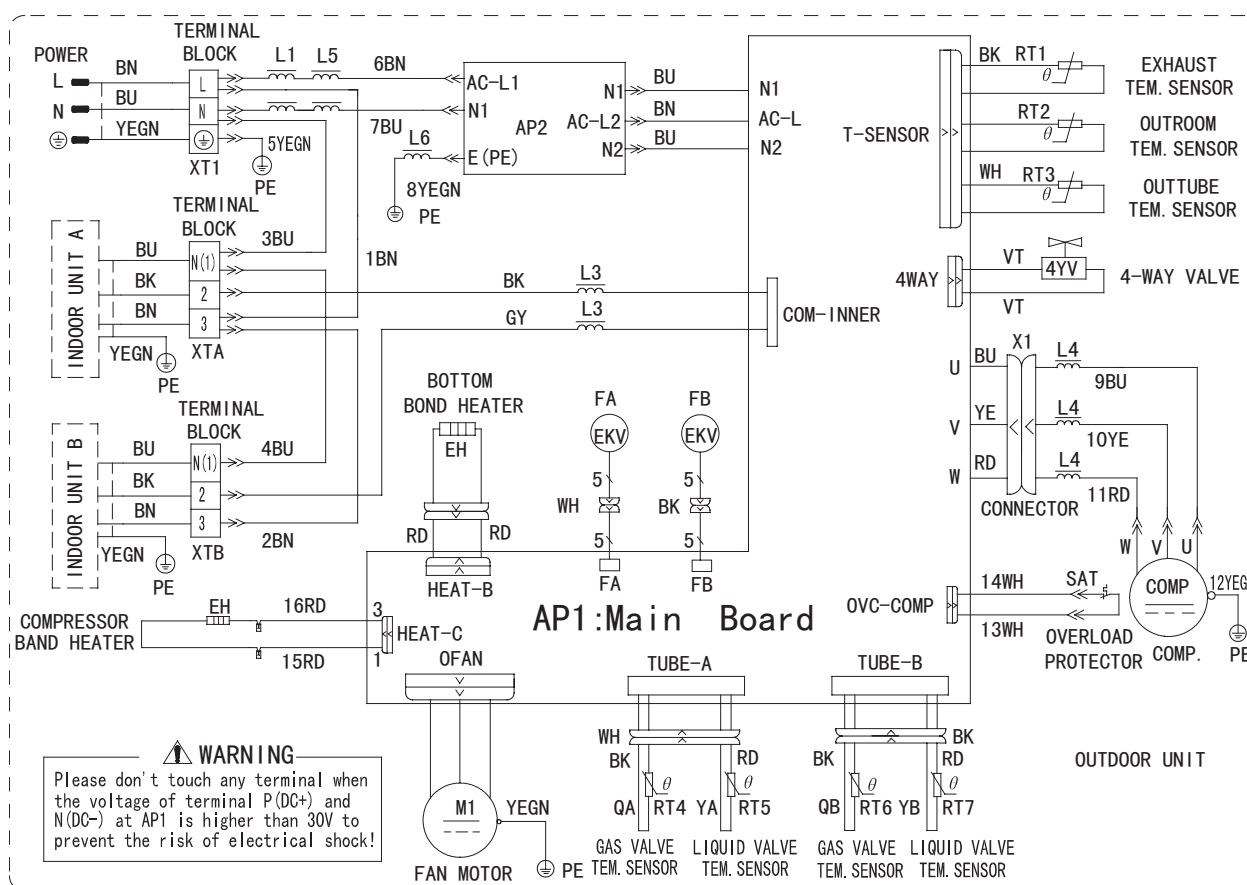 POWER
TERMINAL
BLOCK
L
BN
L
L1
L5
6BN
AC-L1
N
BU
N
7BU
N1
YEGN
XT1
5YEGN
PE
L6
E(PE)
8YEGN
PE
AP2
N1
BU
N1
AC-L2
BN
AC-L
N2
BU
N2
T-SENSOR
BK
RT1
θ
EXHAUST
TEM. SENSOR
RT2
θ
OUTROOM
TEM. SENSOR
WH
RT3
θ
OUTTUBE
TEM. SENSOR
INDOOR UNIT A
TERMINAL
BLOCK
BU
N(1)
3BU
BK
2
BN
3
1BN
YEGN
PE
XTA
BK
L3
GY
L3
COM-INNER
4WAY
VT
4YV
VT
4-WAY VALVE
INDOOR UNIT B
TERMINAL
BLOCK
BU
N(1)
4BU
BK
2
BN
3
2BN
YEGN
PE
XTB
BOTTOM
BOND HEATER
EH
RD
RD
HEAT-B
FA
EKV
5
WH
5
FA
FB
EKV
5
BK
5
FB
X1
U
BU
L4
9BU
V
YE
L4
10YE
W
RD
L4
11RD
CONNECTOR
W
V
U
COMP
12YEG
PE
COMP.
OVC-COMP
14WH
SAT
13WH
OVERLOAD
PROTECTOR
COMPRESSOR
BAND HEATER
EH
16RD
3
HEAT-C
15RD
1
AP1:Main Board
OFAN
M1
YEGN
PE
FAN MOTOR
TUBE-A
WH
BK
RD
QA
θ
RT4
YA
θ
RT5
GAS VALVE
TEM. SENSOR
LIQUID VALVE
TEM. SENSOR
TUBE-B
BK
BK
RD
QB
θ
RT6
YB
θ
RT7
GAS VALVE
TEM. SENSOR
LIQUID VALVE
TEM. SENSOR
OUTDOOR UNIT
WARNING
Please don't touch any terminal when
the voltage of terminal P(DC+) and
N(DC-) at AP1 is higher than 30V to
prevent the risk of electrical shock!